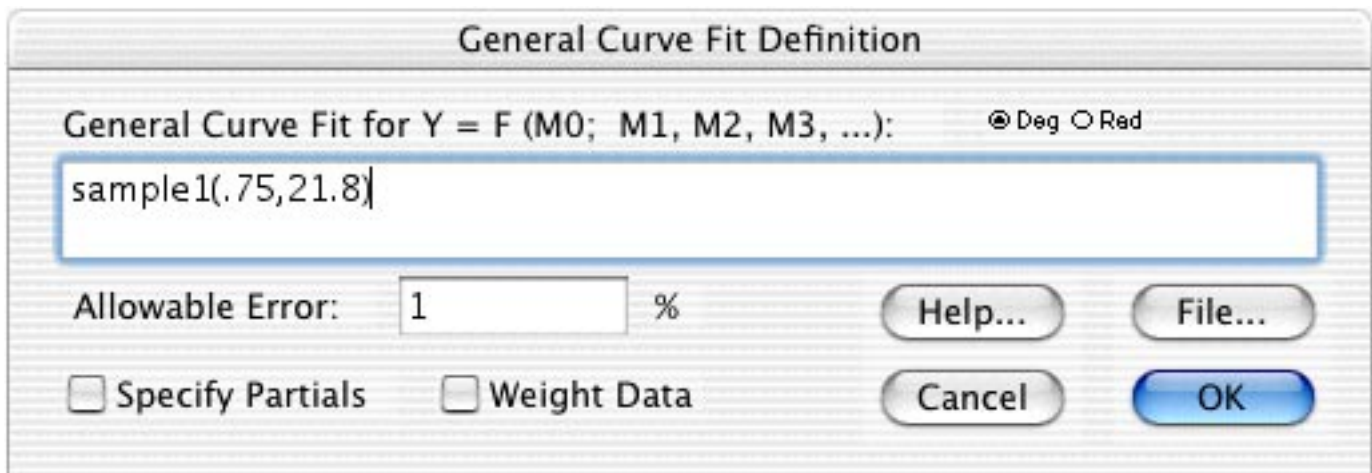 General Curve Fit Definition
General Curve Fit for Y = F (M0; M1, M2, M3, ...): Deg Rad
sample1(.75,21.8)
Allowable Error: 1 % Help... File...
Specify Partials Weight Data Cancel OK